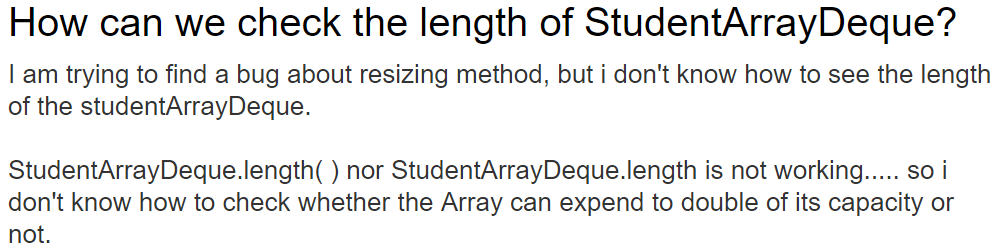 How can we check the length of StudentArrayDeque?
I am trying to find a bug about resizing method, but i don't know how to see the length
of the studentArrayDeque.
StudentArrayDeque.length( ) nor StudentArrayDeque.length is not working..... so i
don't know how to check whether the Array can expend to double of its capacity or
not.